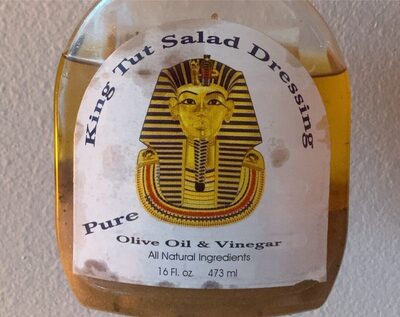 King Tut Salad Dressing
Pure
Olive Oil & Vinegar
All Natural Ingredients
16 Fl. oz. 473 ml